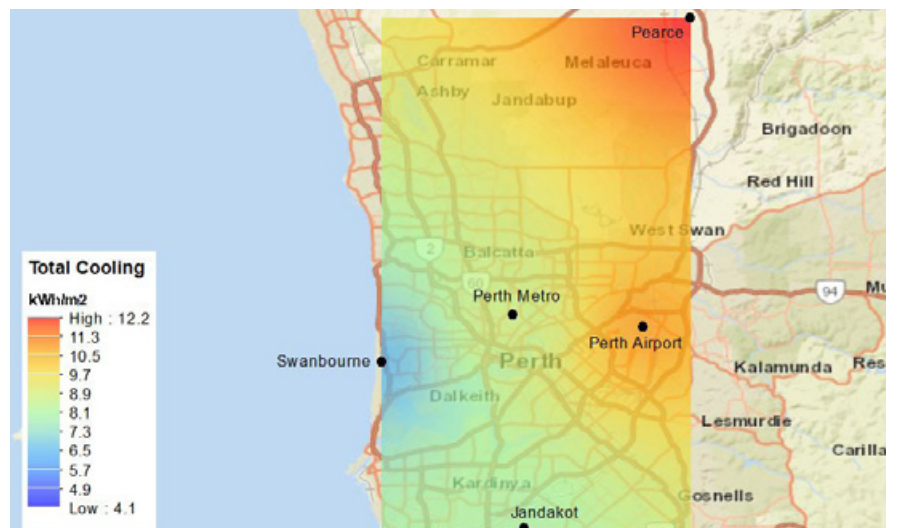 Pearce
Carramar
Melaleuca
Ashby
Jandabup
Brigadoon
Red Hill
West Swan
2
Balcatta
Total Cooling
60
94
Mu
kWh/m2
Perth Metro
High : 12.2
11.3
Perth Airport
10.5
Swanbourne
Perth
Kalamunda
Res
9.7
8.9
Dalkeith
8.1
Lesmurdie
7.3
6.5
Carilla
5.7
Kardinya
4.9
Gosnells
Low : 4.1
Jandakot